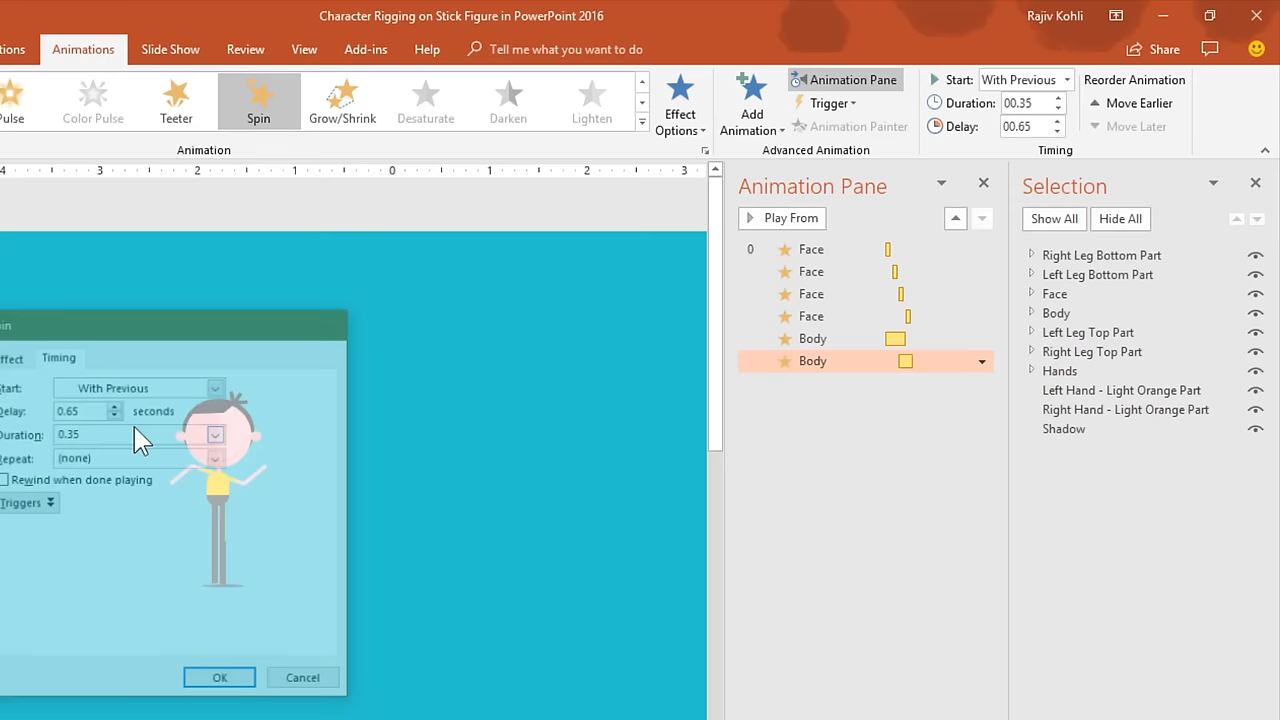 Character Rigging on Stick Figure in PowerPoint 2016
Rajiv Kohli
tions Animations Slide Show Review View Add-ins Help Tell me what you want to do Share
Pulse Color Pulse Teeter Spin Grow/Shrink Desaturate Darken Lighten
Effect Options
Add Animation
Animation Pane
Trigger
Animation Painter
Start: With Previous
Duration: 00.35
Delay: 00.65
Reorder Animation
Move Earlier
Move Later
Animation
Advanced Animation
Timing
4 3 2 1 0 1 2 3
Animation Pane
Play From
0 Face
Face
Face
Face
Body
Body
Selection
Show All Hide All
Right Leg Bottom Part
Left Leg Bottom Part
Face
Body
Left Leg Top Part
Right Leg Top Part
Hands
Left Hand - Light Orange Part
Right Hand - Light Orange Part
Shadow
pin
ffect Timing
Start: With Previous
Delay: 0.65 seconds
Duration: 0.35
Repeat: (none)
Rewind when done playing
Triggers
OK Cancel